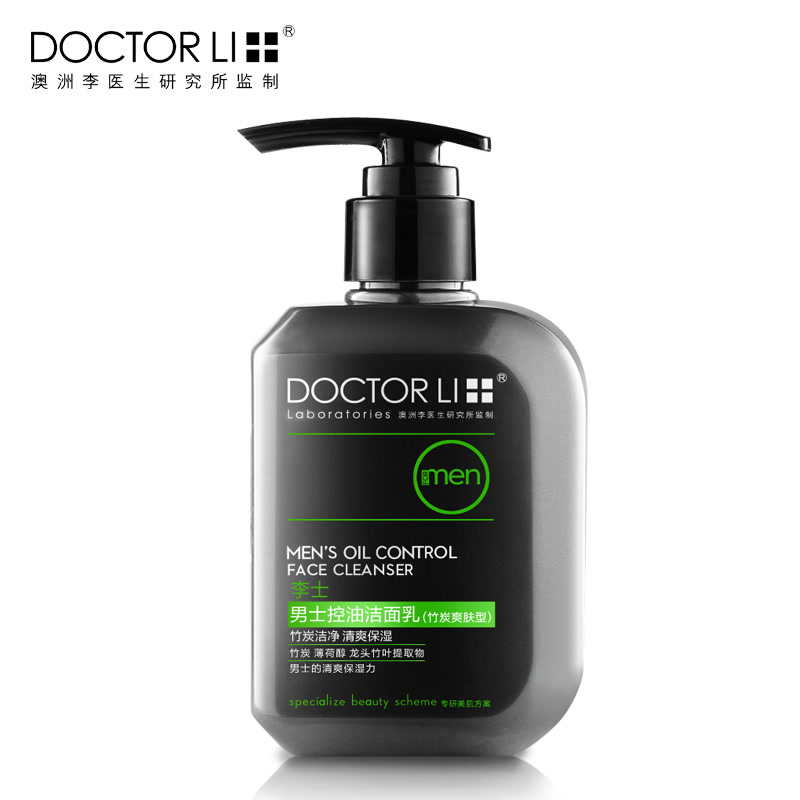 DOCTOR LI ®
澳洲李医生研究所监制
DOCTOR LI ®
Laboratories 澳洲李医生研究所监制
for men
MEN'S OIL CONTROL
FACE CLEANSER
李士
男士控油洁面乳(竹炭爽肤型)
竹炭洁净 清爽保湿
竹炭 薄荷醇 龙头竹叶提取物
男士的清爽保湿力
specialize beauty scheme 专研美肌方案